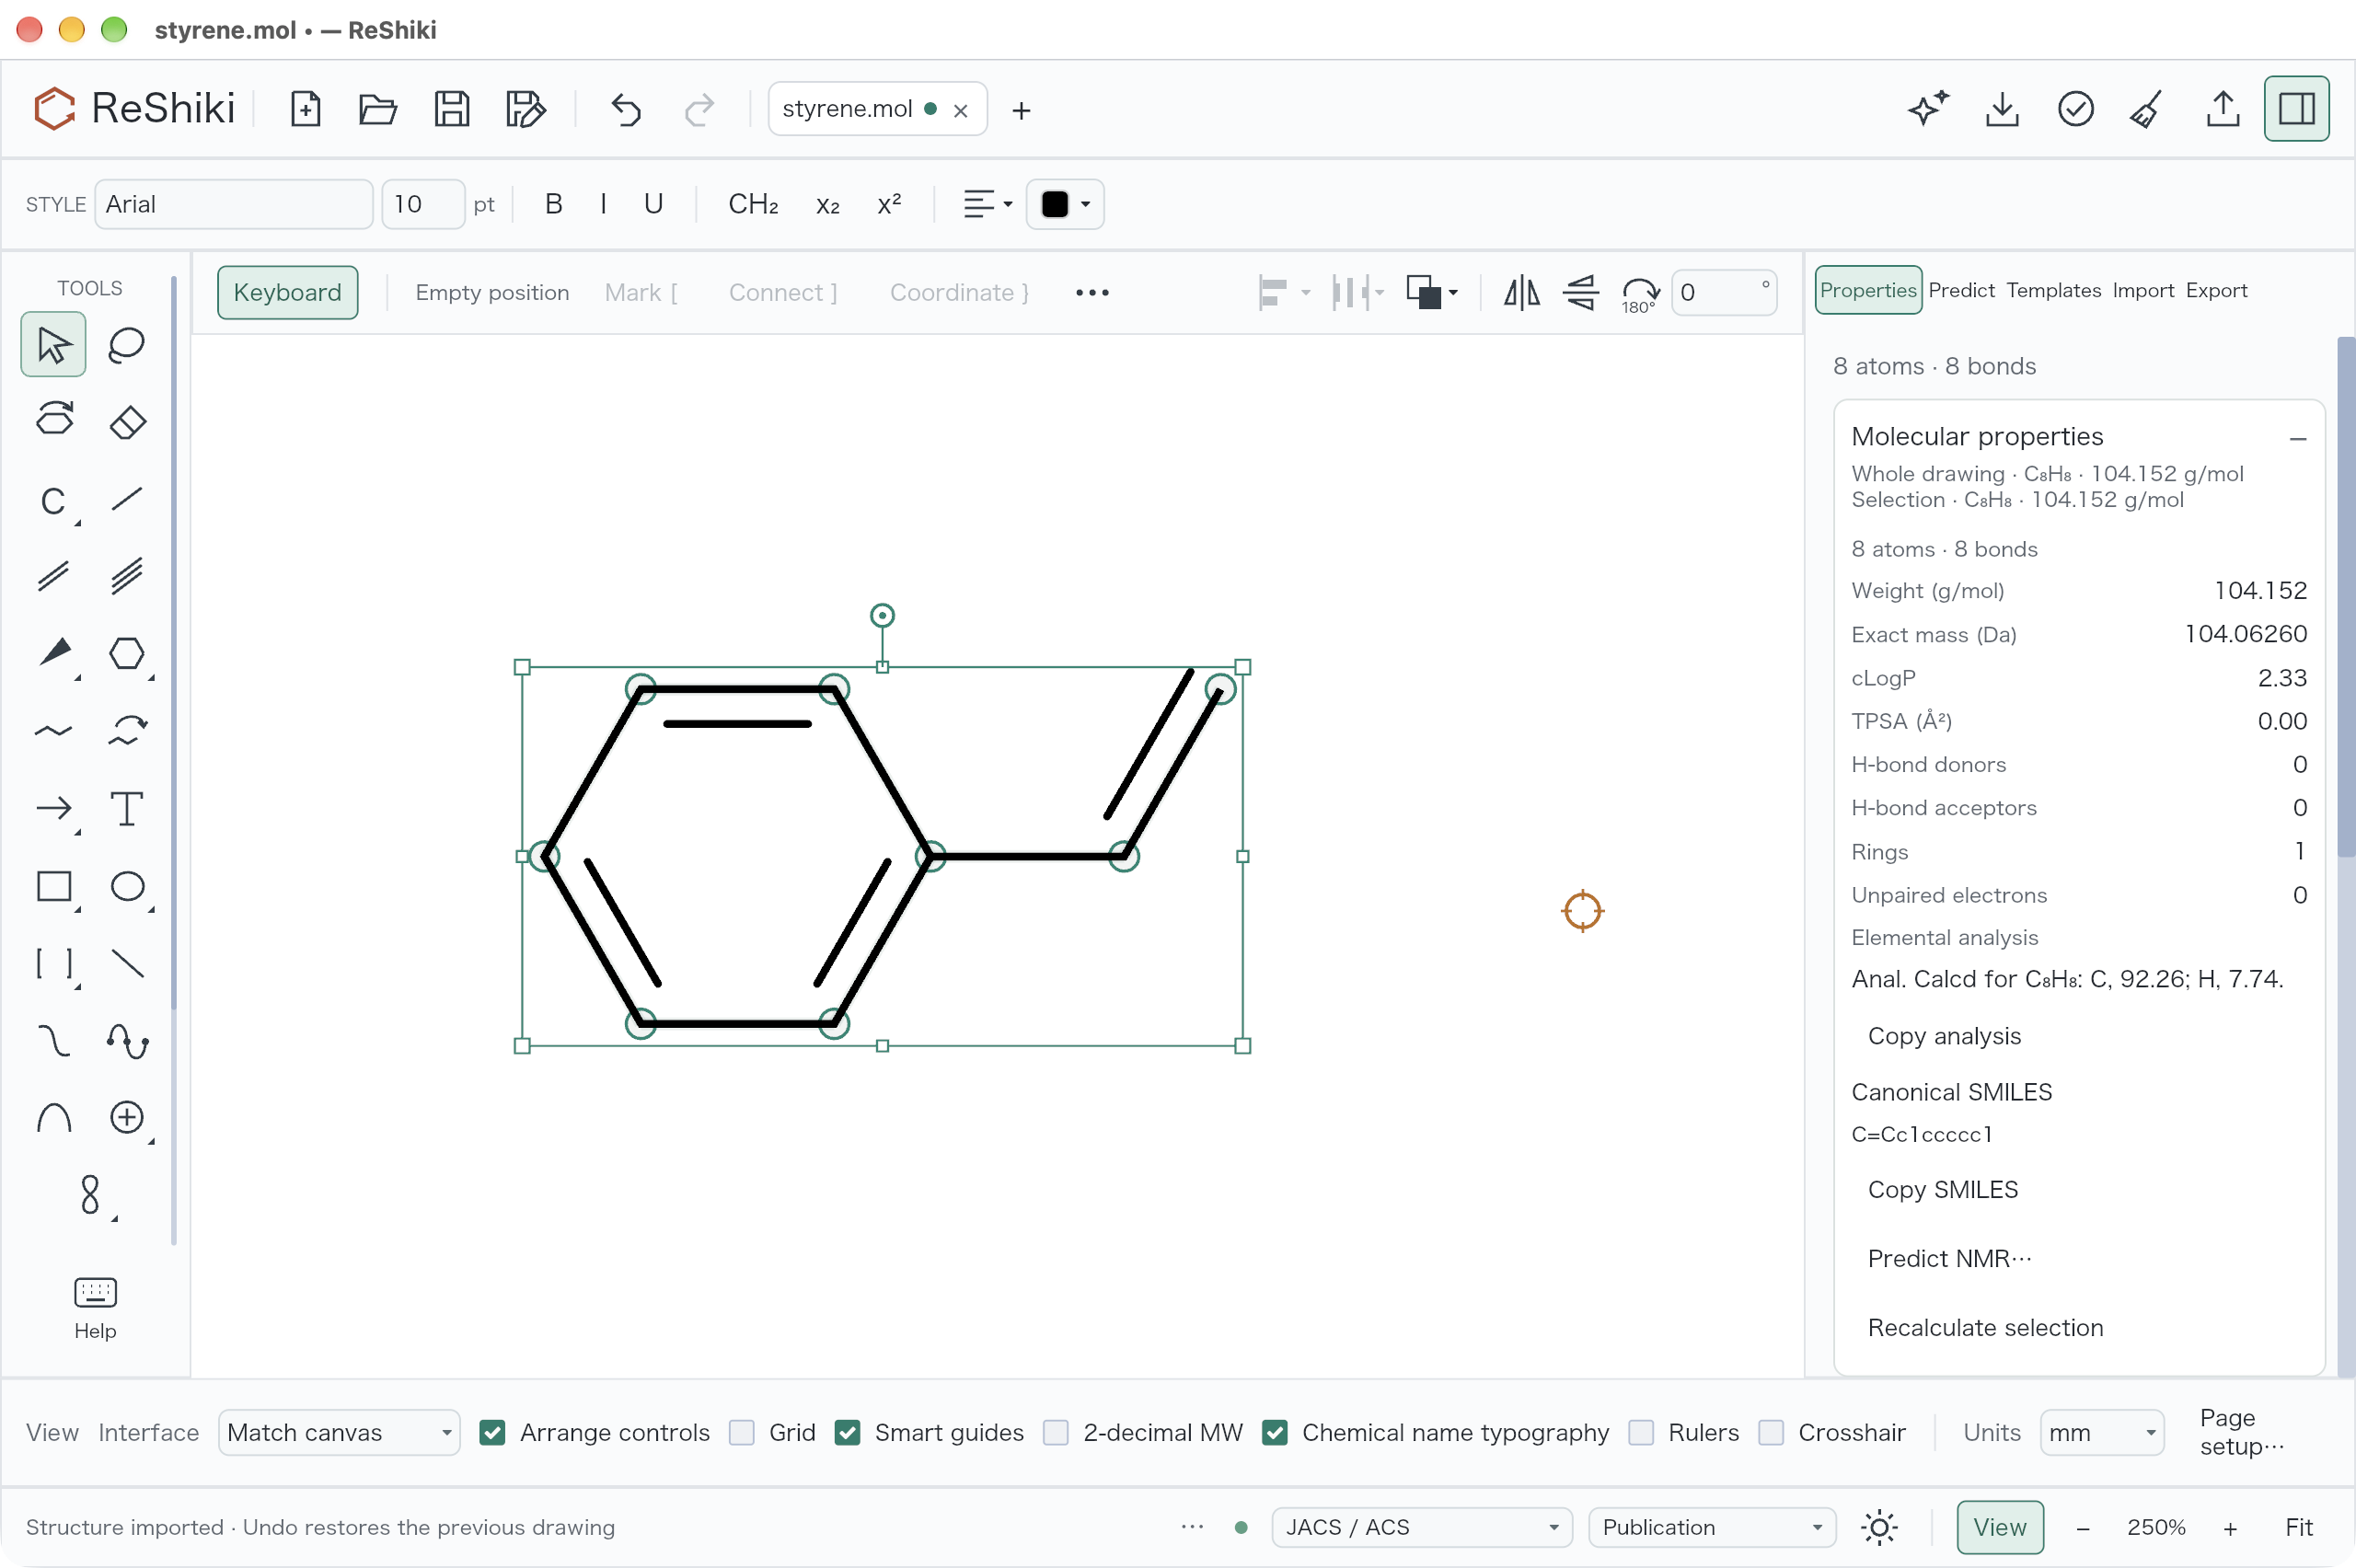 styrene.mol • — ReShiki
ReShiki
styrene.mol ● × +
STYLE Arial 10 pt B I U CH₂ x₂ x²
TOOLS
Keyboard Empty position Mark [ Connect ] Coordinate } ••• 180° 0 °
Properties Predict Templates Import Export
C
T
[ ]
Help
8 atoms · 8 bonds
Molecular properties –
Whole drawing · C₈H₈ · 104.152 g/mol
Selection · C₈H₈ · 104.152 g/mol
8 atoms · 8 bonds
Weight (g/mol) 104.152
Exact mass (Da) 104.06260
cLogP 2.33
TPSA (Å²) 0.00
H-bond donors 0
H-bond acceptors 0
Rings 1
Unpaired electrons 0
Elemental analysis
Anal. Calcd for C₈H₈: C, 92.26; H, 7.74.
Copy analysis
Canonical SMILES
C=Cc1ccccc1
Copy SMILES
Predict NMR···
Recalculate selection
View Interface Match canvas Arrange controls Grid Smart guides 2-decimal MW Chemical name typography Rulers Crosshair Units mm Page
setup···
Structure imported · Undo restores the previous drawing ··· JACS / ACS Publication View − 250% + Fit